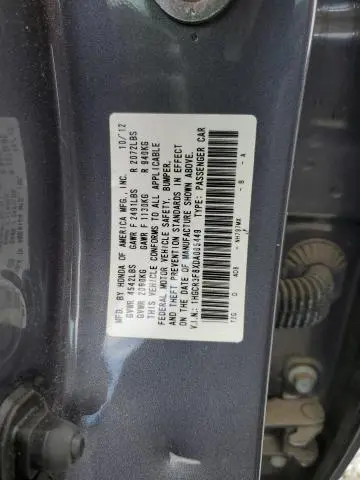 MFD. BY HONDA OF AMERICA MFG., INC. 10/12
GVWR 4542LBS GAWR F 2491LBS R 2072LBS
GVWR 2060KG GAWR F 1130KG R 940KG
THIS VEHICLE CONFORMS TO ALL APPLICABLE
FEDERAL MOTOR VEHICLE SAFETY, BUMPER,
AND THEFT PREVENTION STANDARDS IN EFFECT
ON THE DATE OF MANUFACTURE SHOWN ABOVE.
V.I.N.: TYPE: PASSENGER CAR
- B - A